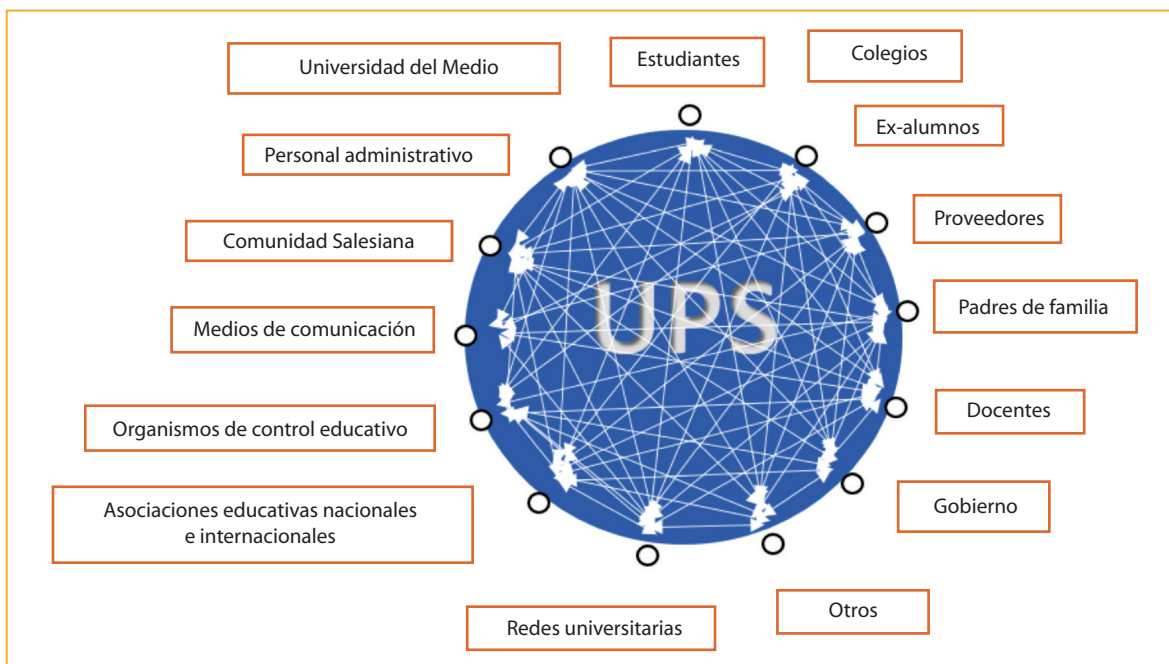 Universidad del Medio
Estudiantes
Colegios
Ex-alumnos
Personal administrativo
Proveedores
Comunidad Salesiana
Padres de familia
Medios de comunicación
UPS
Docentes
Organismos de control educativo
Gobierno
Asociaciones educativas nacionales
e internacionales
Otros
Redes universitarias